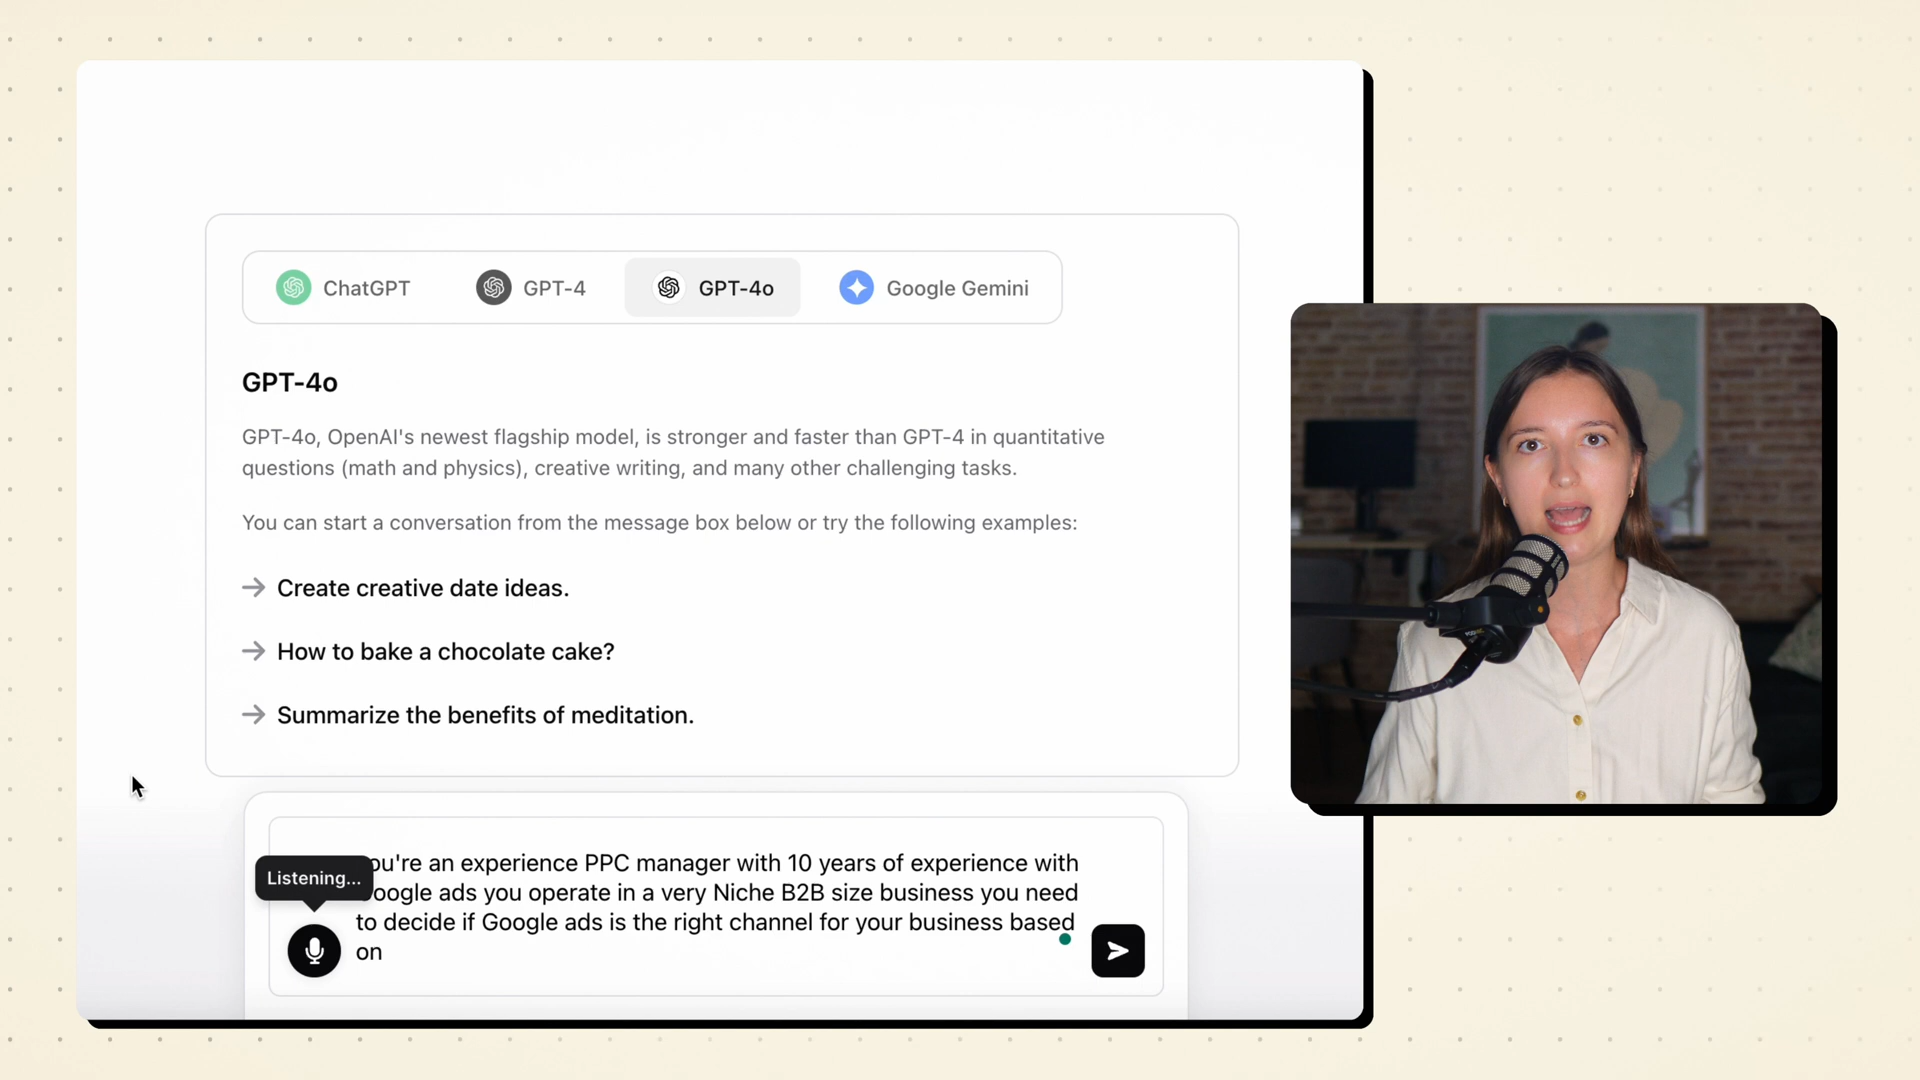 ChatGPT
GPT-4
GPT-4o
Google Gemini
GPT-4o
GPT-4o, OpenAI's newest flagship model, is stronger and faster than GPT-4 in quantitative
questions (math and physics), creative writing, and many other challenging tasks.
You can start a conversation from the message box below or try the following examples:
Create creative date ideas.
How to bake a chocolate cake?
Summarize the benefits of meditation.
ou're an experience PPC manager with 10 years of experience with
Listening...
oogle ads you operate in a very Niche B2B size business you need
to decide if Google ads is the right channel for your business based
on